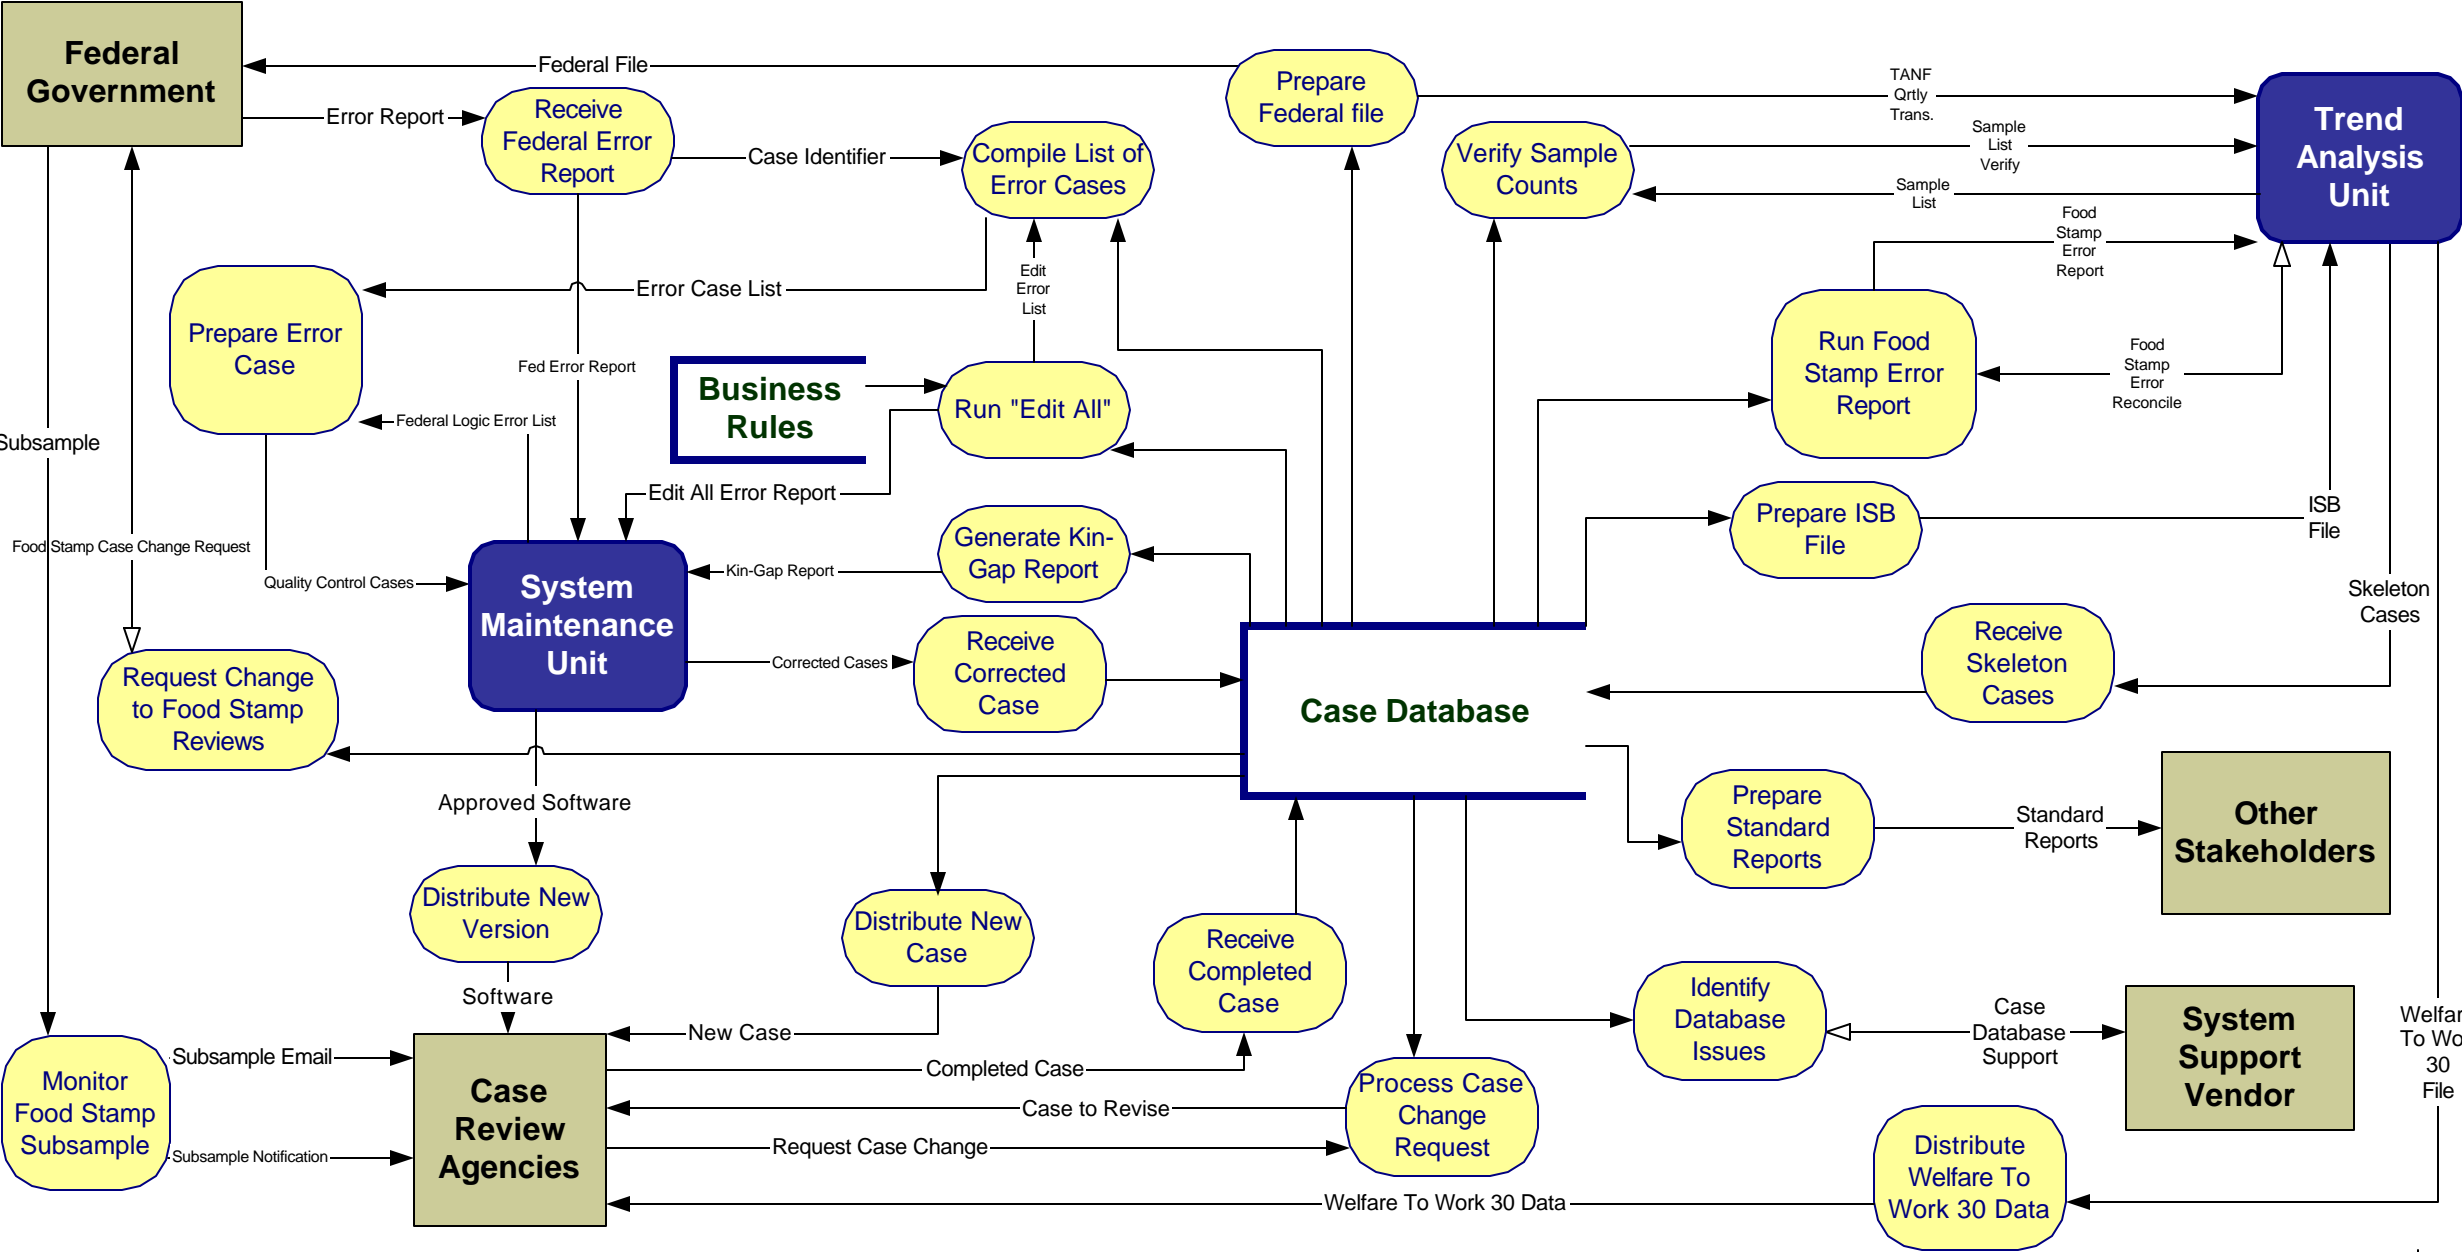 Federal
Government
Federal File
Prepare
Federal file
TANF
Qrtly
Trans.
Trend
Analysis
Unit
Error Report
Receive
Federal Error
Report
Case Identifier
Compile List of
Error Cases
Verify Sample
Counts
Sample
List
Verify
Sample
List
Food
Stamp
Error
Report
Error Case List
Edit
Error
List
Prepare Error
Case
Fed Error Report
Business
Rules
Run "Edit All"
Run Food
Stamp Error
Report
Food
Stamp
Error
Reconcile
Federal Logic Error List
Subsample
Edit All Error Report
Prepare ISB
File
ISB
File
Food Stamp Case Change Request
Generate Kin-
Gap Report
Kin-Gap Report
Quality Control Cases
System
Maintenance
Unit
Skeleton
Cases
Receive
Skeleton
Cases
Corrected Cases
Receive
Corrected
Case
Request Change
to Food Stamp
Reviews
Case Database
Approved Software
Prepare
Standard
Reports
Standard
Reports
Other
Stakeholders
Distribute New
Version
Distribute New
Case
Receive
Completed
Case
Software
Identify
Database
Issues
Case
Database
Support
System
Support
Vendor
Welfar
To Wo
30
File
New Case
Subsample Email
Monitor
Food Stamp
Subsample
Case
Review
Agencies
Completed Case
Process Case
Change
Request
Case to Revise
Request Case Change
Subsample Notification
Distribute
Welfare To
Work 30 Data
Welfare To Work 30 Data